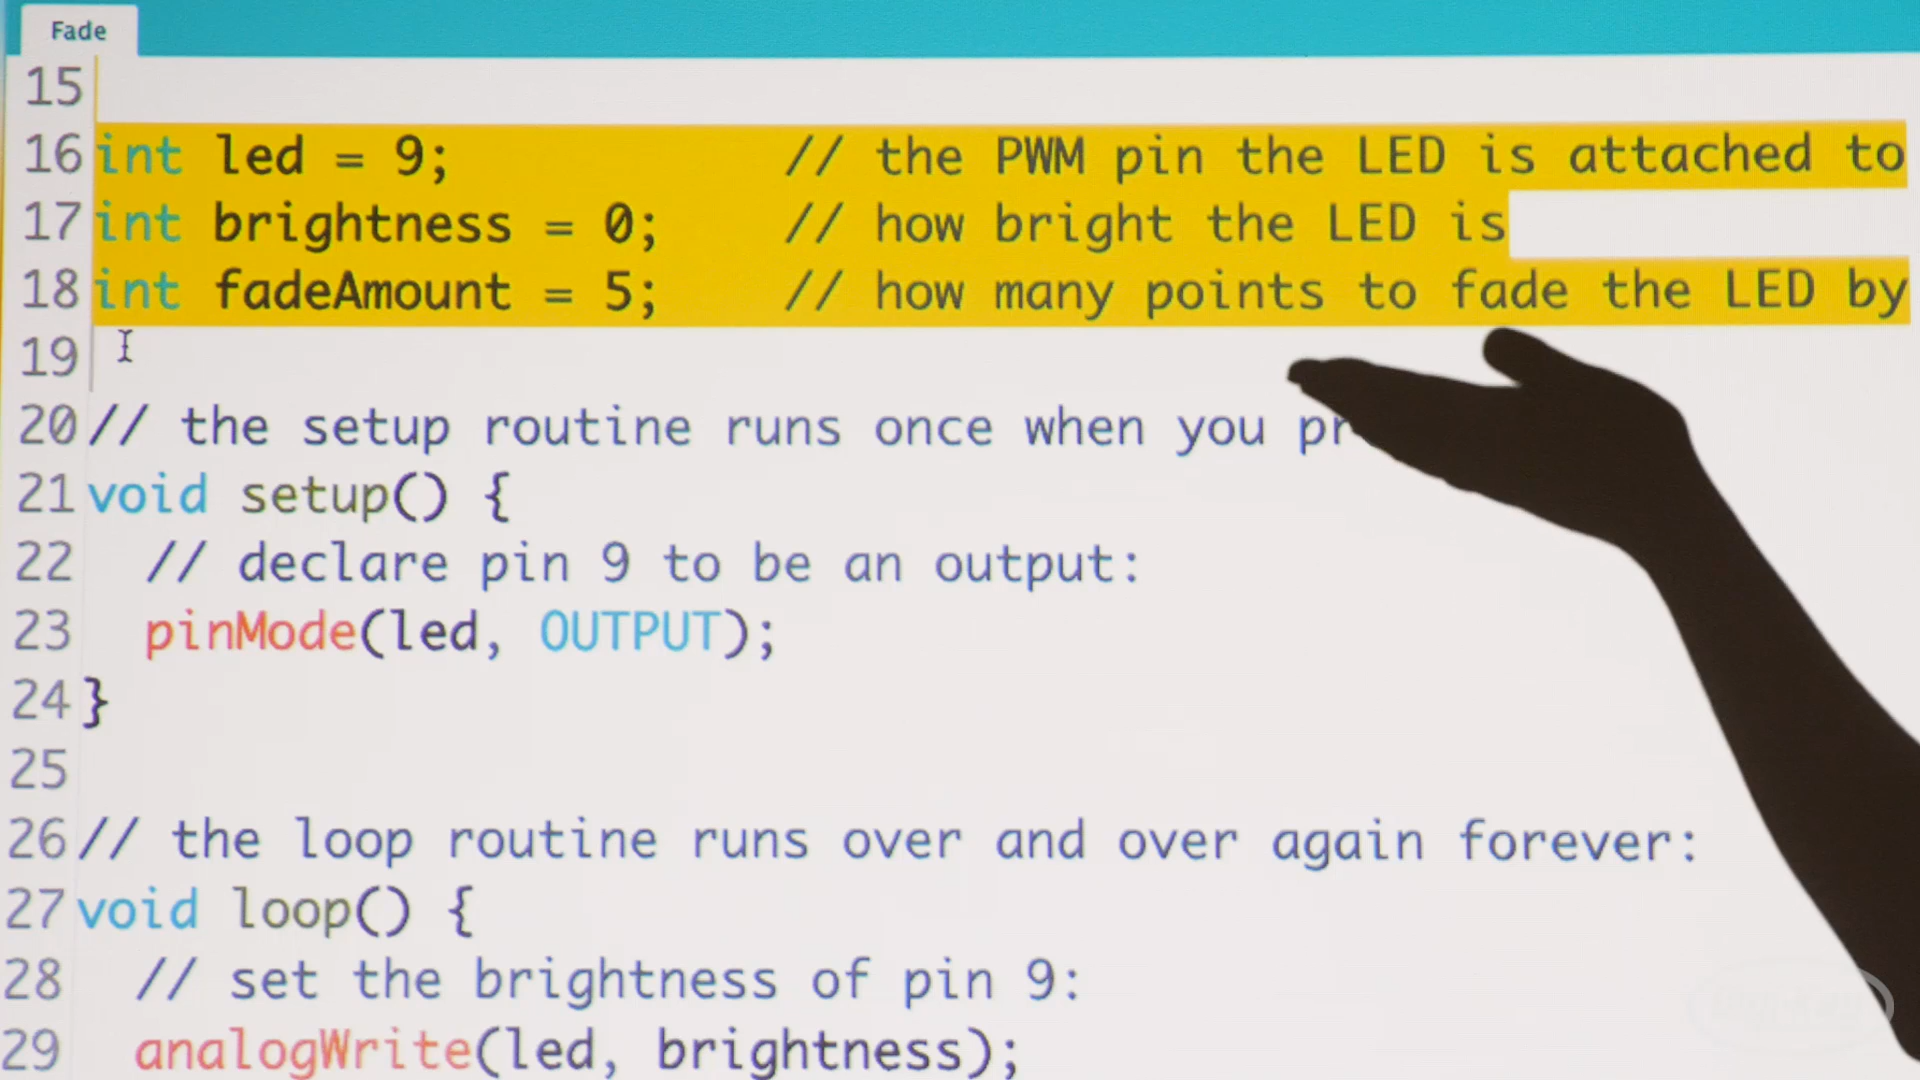 Fade
15
16 int led = 9; // the PWM pin the LED is attached to
17 int brightness = 0; // how bright the LED is
18 int fadeAmount = 5; // how many points to fade the LED by
19
20 // the setup routine runs once when you
21 void setup() {
22 // declare pin 9 to be an output:
23 pinMode(led, OUTPUT);
24 }
25
26 // the loop routine runs over and over again forever:
27 void loop() {
28 // set the brightness of pin 9:
29 analogWrite(led, brightness);